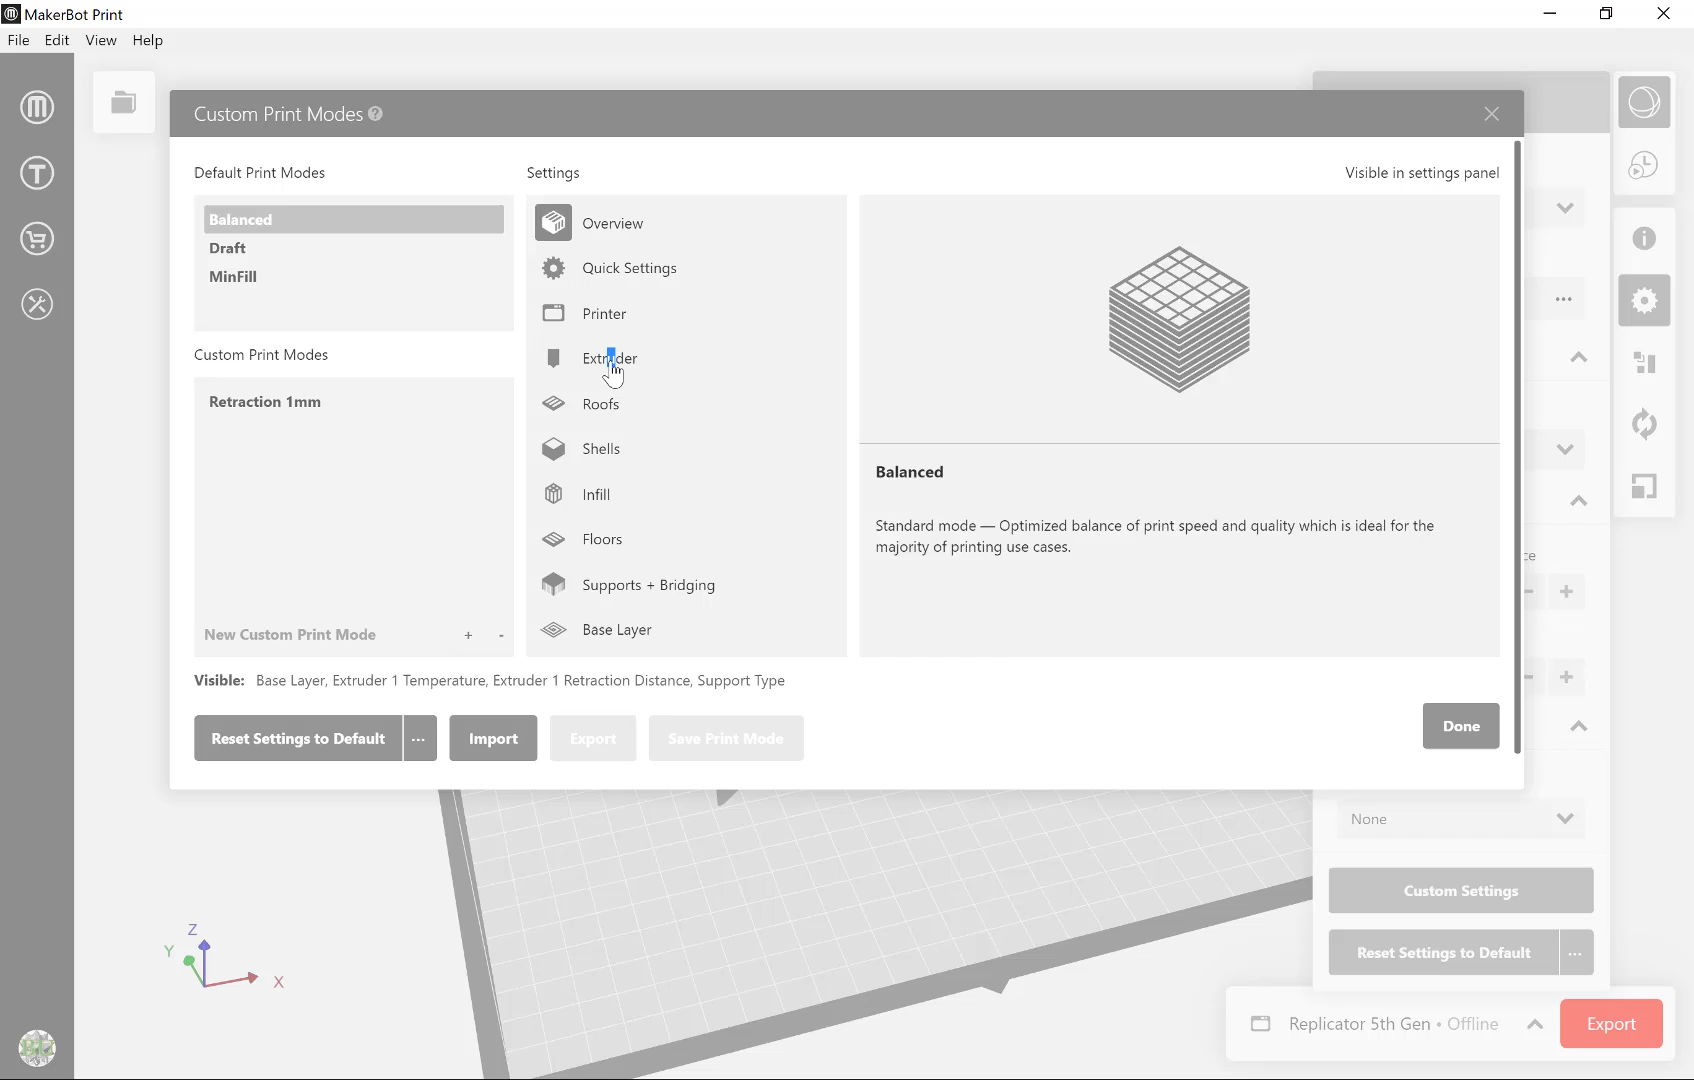 MakerBot Print
File Edit View Help
Custom Print Modes ?
Default Print Modes
Settings
Visible in settings panel
Balanced
Draft
MinFill
Custom Print Modes
Retraction 1mm
New Custom Print Mode + -
Overview
Quick Settings
Printer
Extruder
Roofs
Shells
Infill
Floors
Supports + Bridging
Base Layer
Balanced
Standard mode — Optimized balance of print speed and quality which is ideal for the
majority of printing use cases.
Visible: Base Layer, Extruder 1 Temperature, Extruder 1 Retraction Distance, Support Type
Reset Settings to Default ...
Import
Export
Save Print Mode
Done
...
ce
- +
- +
None
Custom Settings
Reset Settings to Default ...
Z
Y
X
Replicator 5th Gen • Offline
Export